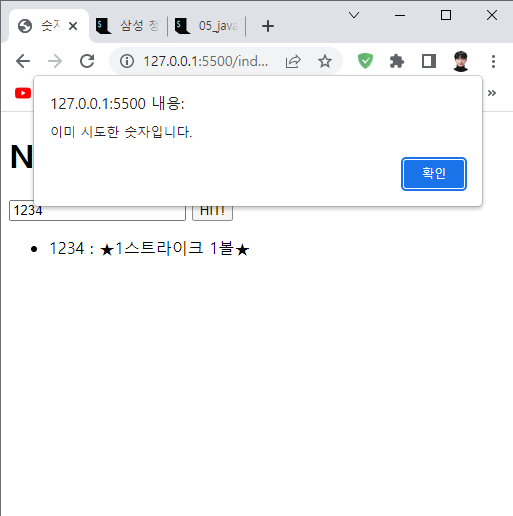 숫자
삼성 청
05_java
127.0.0.1:5500/ind...
127.0.0.1:5500 내용:
이미 시도한 숫자입니다.
확인
N
1234
HIT!
1234 : ★1스트라이크 1볼★